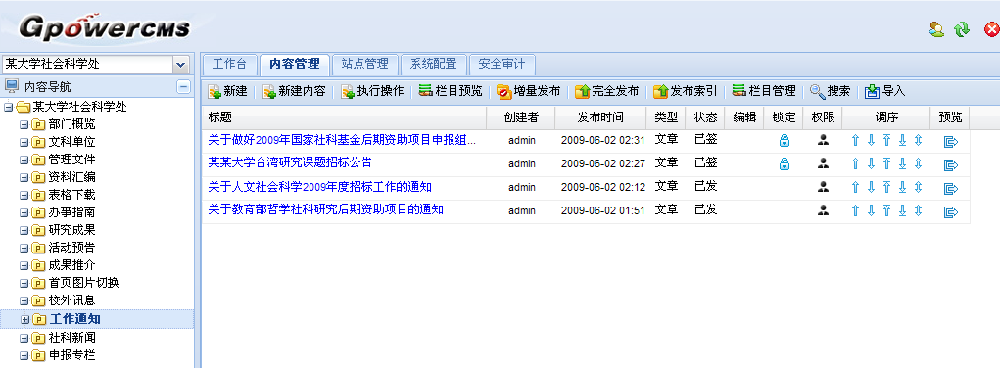 GPOWERCMS
某大学社会科学处
工作台 内容管理 站点管理 系统配置 安全审计
内容导航
新建 新建内容 执行操作 栏目预览 增量发布 完全发布 发布索引 栏目管理 搜索 导入
某大学社会科学处
部门概览
文科单位
管理文件
资料汇编
表格下载
办事指南
研究成果
活动预告
成果推介
首页图片切换
校外讯息
工作通知
社科新闻
申报专栏
标题 创建者 发布时间 类型 状态 编辑 锁定 权限 调序 预览
关于做好2009年国家社科基金后期资助项目申报组... admin 2009-06-02 02:31 文章 已签
某某大学台湾研究课题招标公告 admin 2009-06-02 02:27 文章 已签
关于人文社会科学2009年度招标工作的通知 admin 2009-06-02 02:12 文章 已发
关于教育部哲学社科研究后期资助项目的通知 admin 2009-06-02 01:51 文章 已发